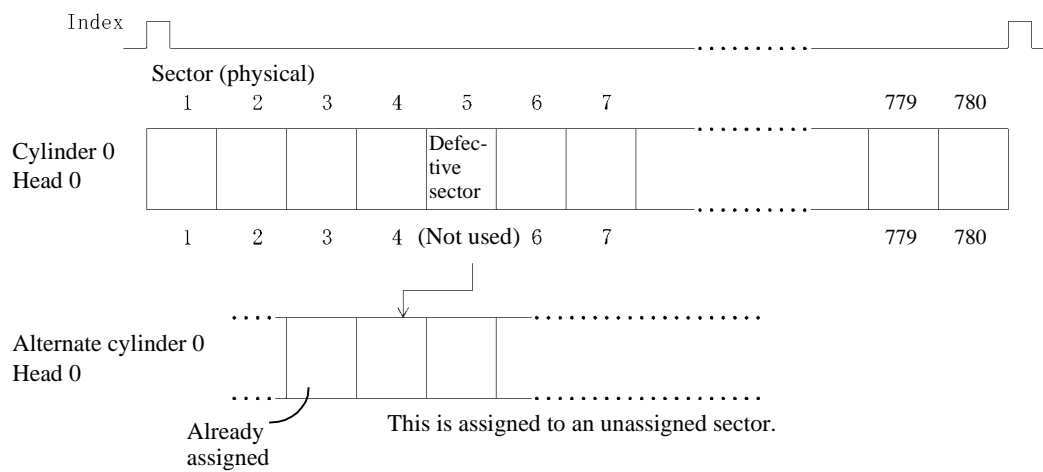 Index
Sector (physical)
1 2 3 4 5 6 7 779 780
Cylinder 0
Head 0
Defec-
tive
sector
1 2 3 4 (Not used) 6 7 779 780
Alternate cylinder 0
Head 0
Already
assigned
This is assigned to an unassigned sector.